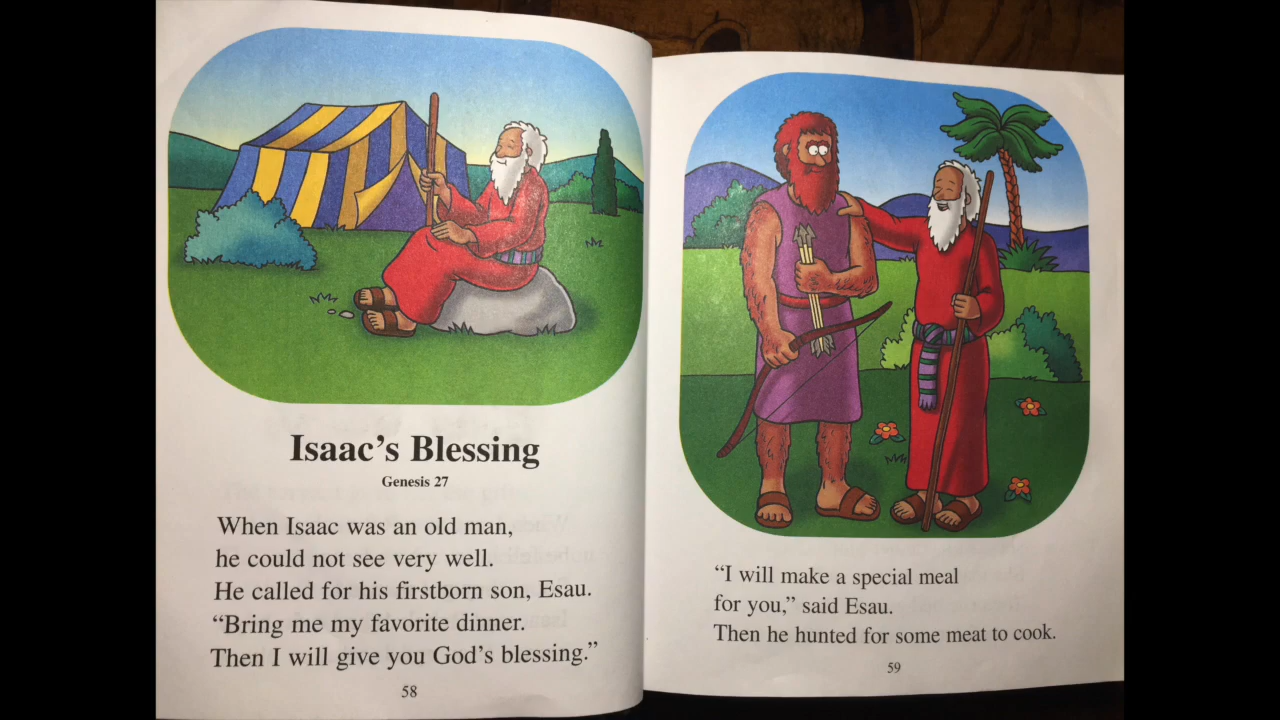 Isaac’s Blessing
Genesis 27
When Isaac was an old man,
he could not see very well.
He called for his firstborn son, Esau.
“Bring me my favorite dinner.
Then I will give you God’s blessing.”
58
“I will make a special meal
for you,” said Esau.
Then he hunted for some meat to cook.
59